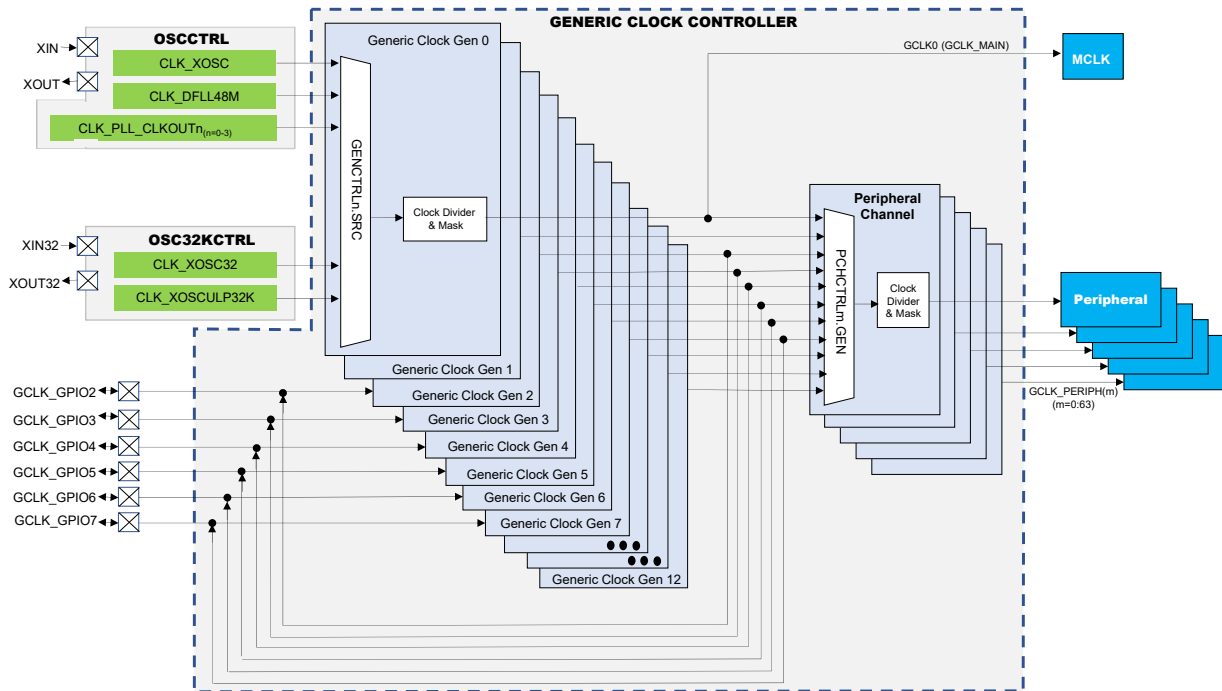 GENERIC CLOCK CONTROLLER
OSCCTRL
XIN
CLK_XOSC
XOUT
CLK_DFLL48M
CLK_PLL_CLKOUTn(n=0-3)
OSC32KCTRL
XIN32
CLK_XOSC32
XOUT32
CLK_XOSCULP32K
Generic Clock Gen 0
GENCTRLn.SRC
Clock Divider
& Mask
GCLK0 (GCLK_MAIN)
MCLK
Generic Clock Gen 1
Generic Clock Gen 2
Generic Clock Gen 3
Generic Clock Gen 4
Generic Clock Gen 5
Generic Clock Gen 6
Generic Clock Gen 7
Generic Clock Gen 12
GCLK_GPIO2
GCLK_GPIO3
GCLK_GPIO4
GCLK_GPIO5
GCLK_GPIO6
GCLK_GPIO7
Peripheral
Channel
PCHCTRLm.GEN
Clock
Divider
& Mask
Peripheral
GCLK_PERIPH(m)
(m=0:63)